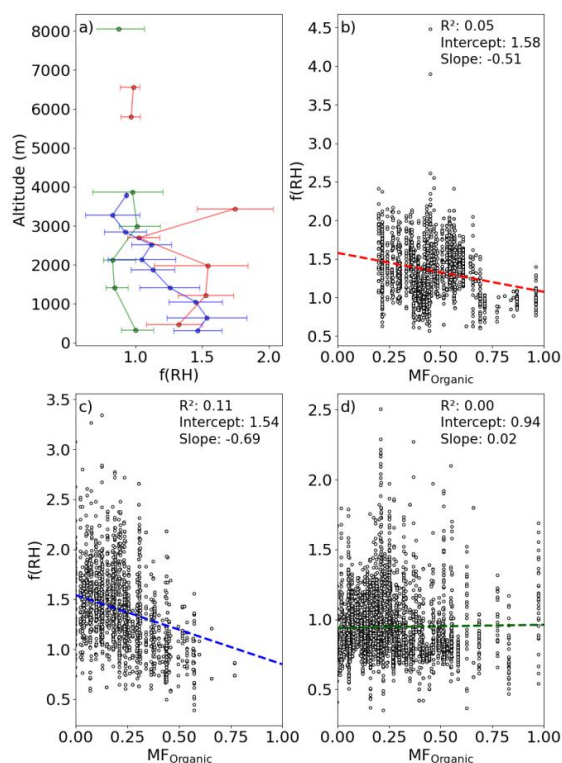 a)
8000
7000
6000
5000
4000
3000
2000
1000
0
Altitude (m)
1.0 1.5 2.0
f(RH)
b)
R²: 0.05
Intercept: 1.58
Slope: -0.51
4.5
4.0
3.5
3.0
2.5
2.0
1.5
1.0
0.5
f(RH)
0.00 0.25 0.50 0.75 1.00
MF_Organic
c)
R²: 0.11
Intercept: 1.54
Slope: -0.69
3.5
3.0
2.5
2.0
1.5
1.0
0.5
f(RH)
0.00 0.25 0.50 0.75 1.00
MF_Organic
d)
R²: 0.00
Intercept: 0.94
Slope: 0.02
2.5
2.0
1.5
1.0
0.5
0.00 0.25 0.50 0.75 1.00
MF_Organic